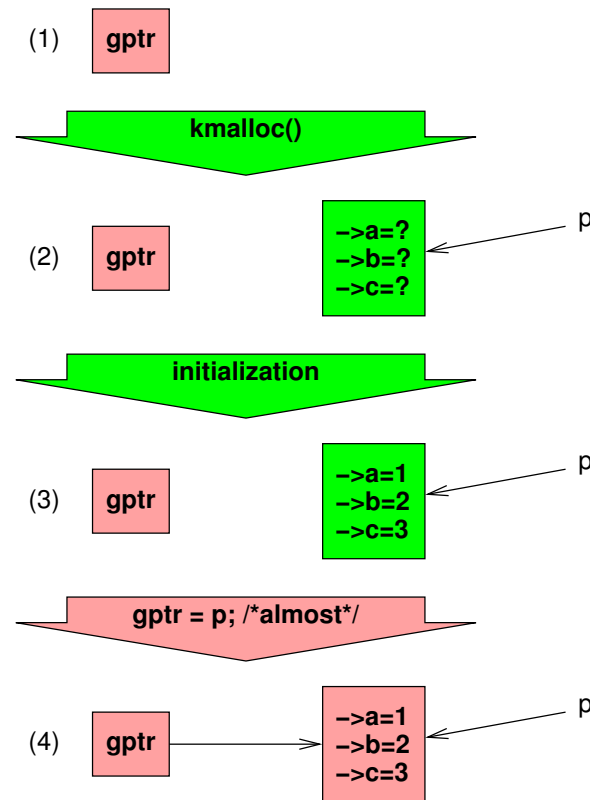 (1) gptr
kmalloc()
(2) gptr
–>a=?
–>b=?
–>c=?
p
initialization
(3) gptr
–>a=1
–>b=2
–>c=3
p
gptr = p; /*almost*/
(4) gptr
–>a=1
–>b=2
–>c=3
p